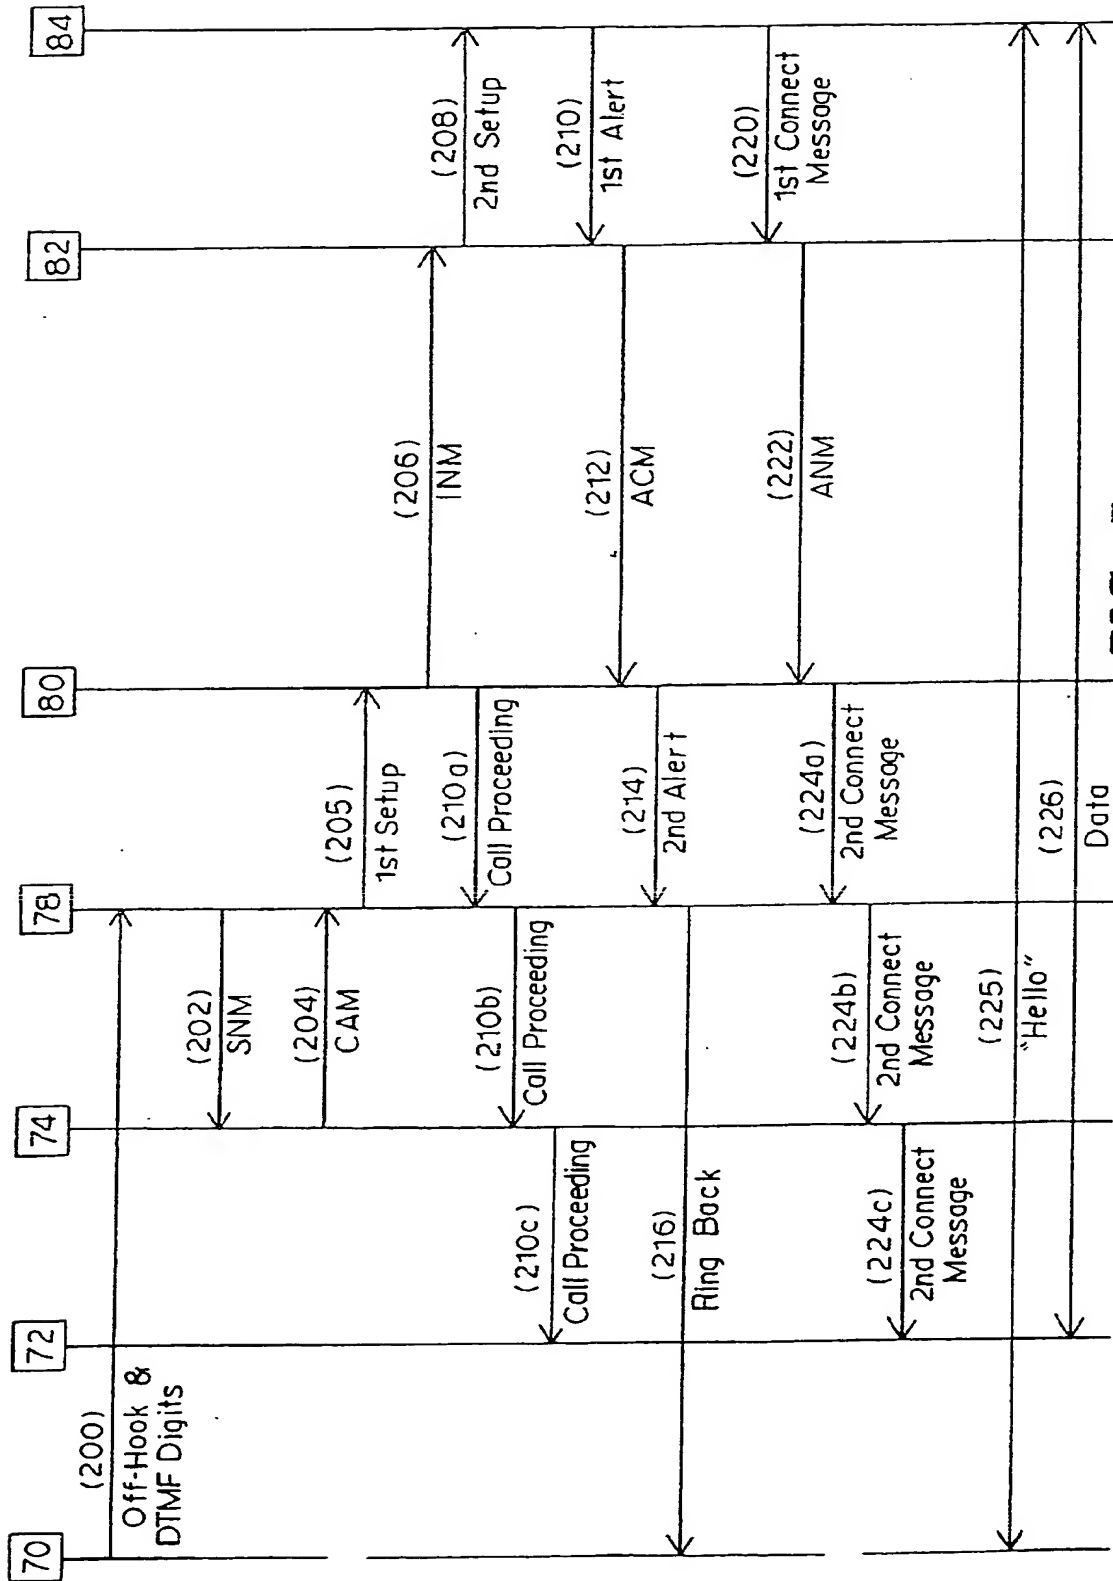 70
72
74
78
80
82
84
(200)
Off-Hook &
DTMF Digits
(202)
SNM
(204)
CAM
(205)
1st Setup
(206)
INM
(208)
2nd Setup
(210a)
Call Proceeding
(210b)
Call Proceeding
(210c)
Call Proceeding
(210)
1st Alert
(212)
ACM
(214)
2nd Alert
(216)
Ring Back
(220)
1st Connect
Message
(222)
ANM
(224a)
2nd Connect
Message
(224b)
2nd Connect
Message
(224c)
2nd Connect
Message
(225)
"Hello"
(226)
Data